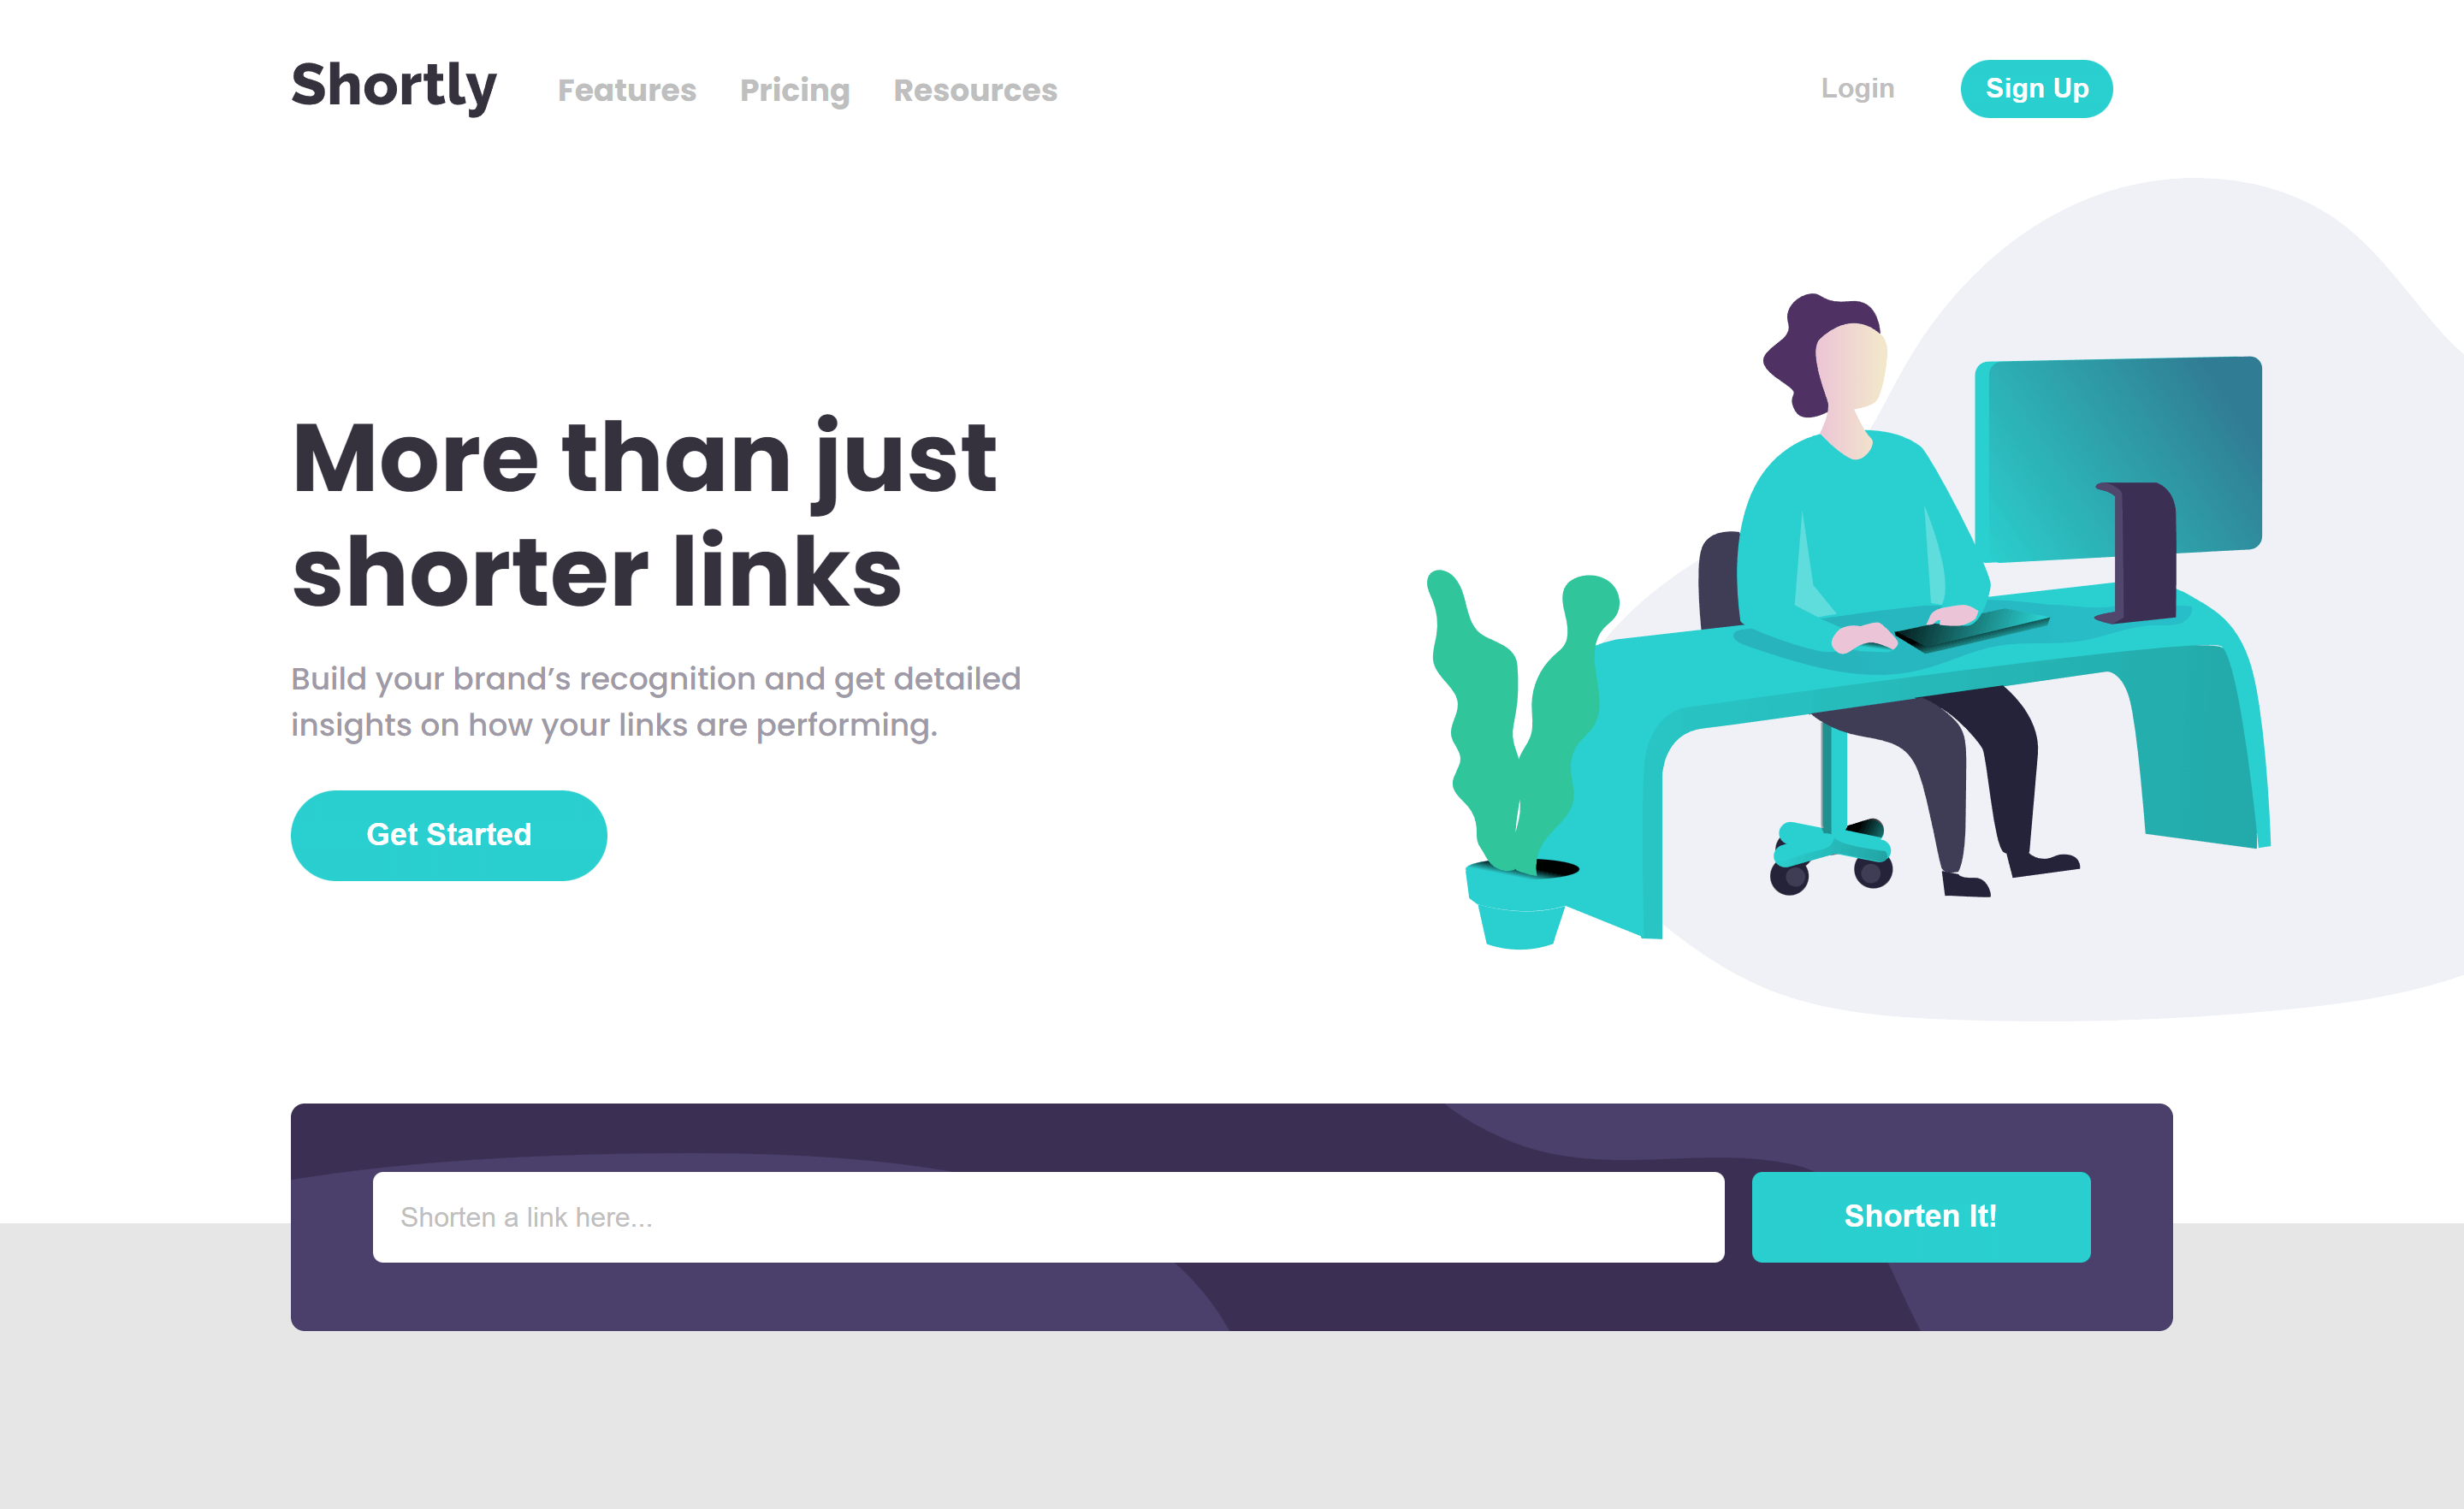 Shortly Features Pricing Resources Login Sign Up
More than just
shorter links
Build your brand’s recognition and get detailed
insights on how your links are performing.
Get Started
Shorten a link here... Shorten It!